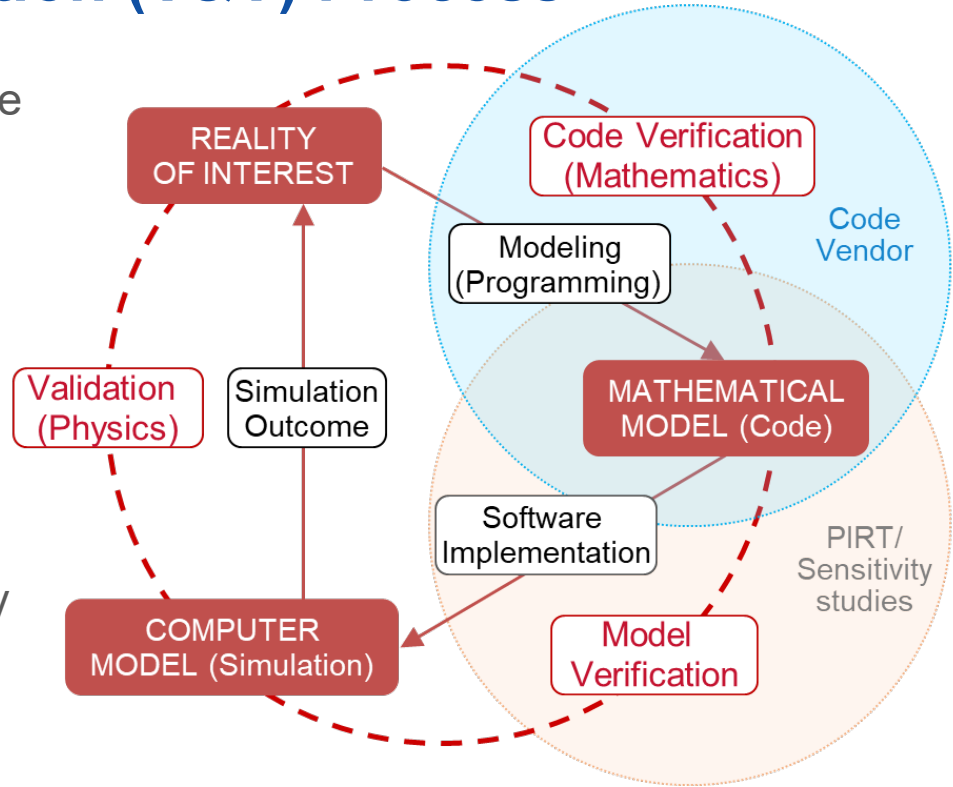 (V&V) Process
REALITY
OF INTEREST
Code Verification
(Mathematics)
Code
Vendor
Modeling
(Programming)
Validation
(Physics)
Simulation
Outcome
MATHEMATICAL
MODEL (Code)
Software
Implementation
PIRT/
Sensitivity
studies
COMPUTER
MODEL (Simulation)
Model
Verification